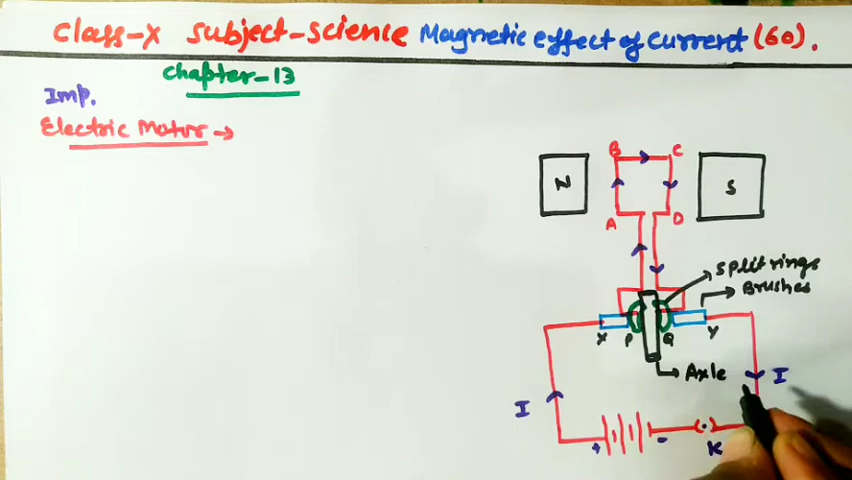 Class-X Subject-Science Magnetic effect of current (60).
Chapter-13
Imp.
Electric Motor →
B C
N S
A D
Split rings
Brushes
X P Q Y
Axle
I
I
+ -
K